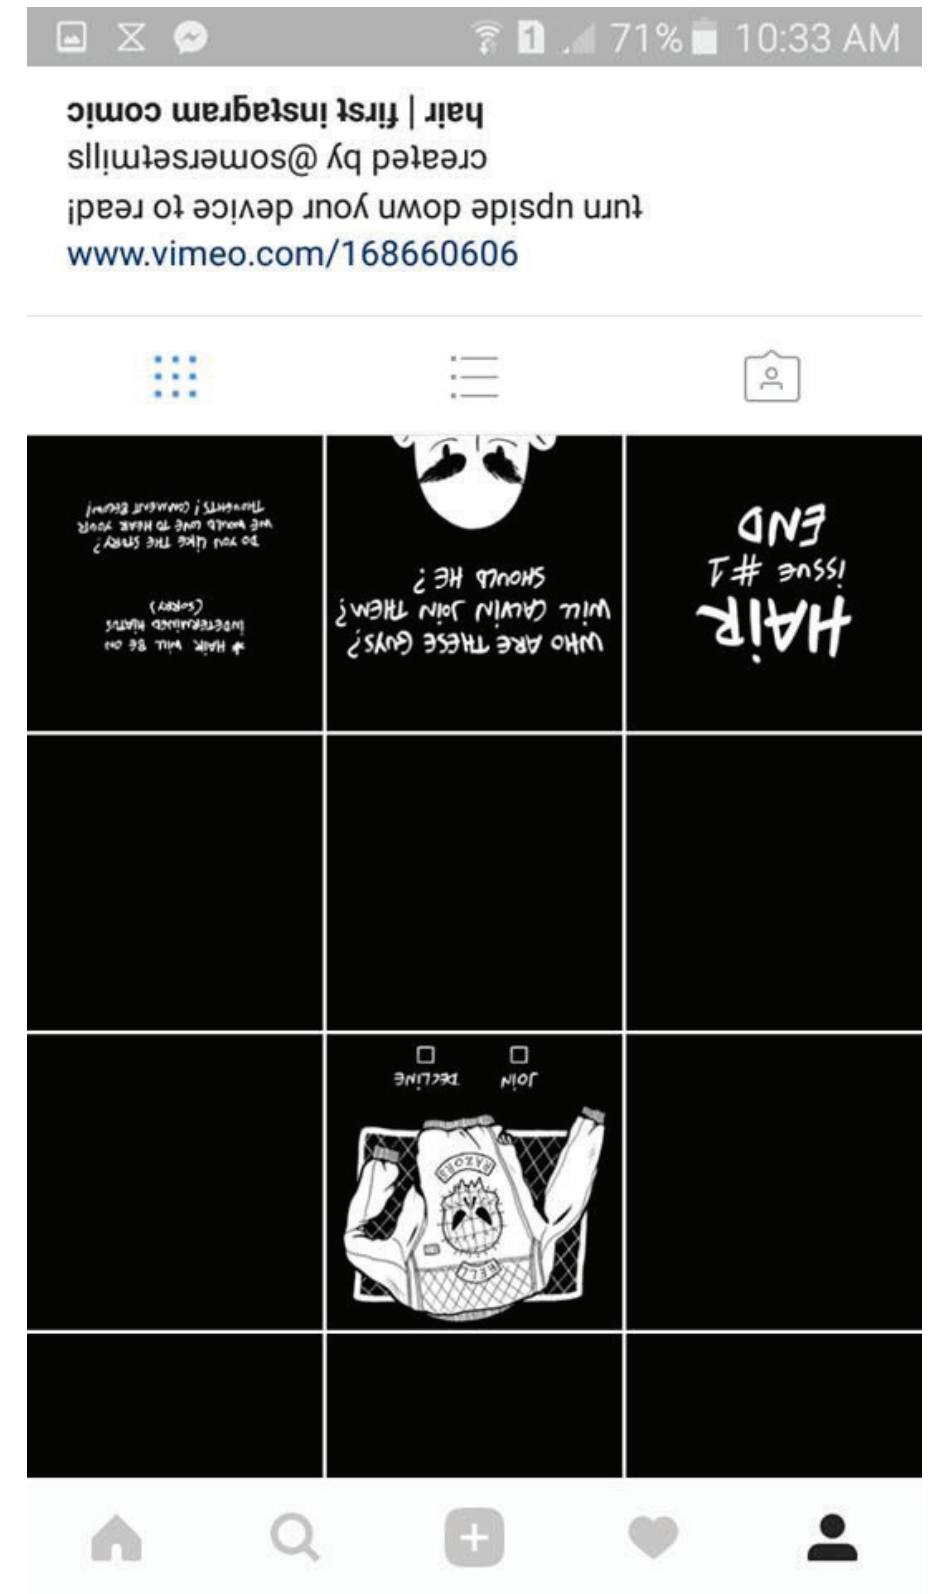 1 71% 10:33 AM
hair | first instagram comic
created by @somersetmills
turn upside down your device to read!
www.vimeo.com/168660606
HAiR
issue #1
END
WHO ARE THESE GUYS?
WiLL CALViN JOiN THEM?
SHOULD HE?
* HAiR WiLL BE ON
iNDETERMiNED HiATUS
(SORRY)
DO YOU LiKE THE STORY?
WE WOULD LOVE TO HEAR YOUR
THOUGHTS! COMMENT BELOW!
HELL
RAZORS
JOiN DECLiNE